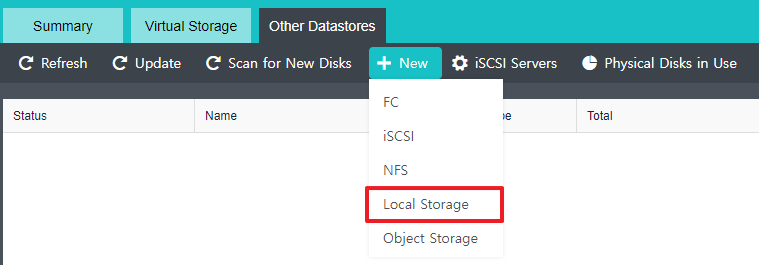 Summary Virtual Storage Other Datastores
Refresh Update Scan for New Disks New iSCSI Servers Physical Disks in Use
Status Name pe Total
FC
iSCSI
NFS
Local Storage
Object Storage